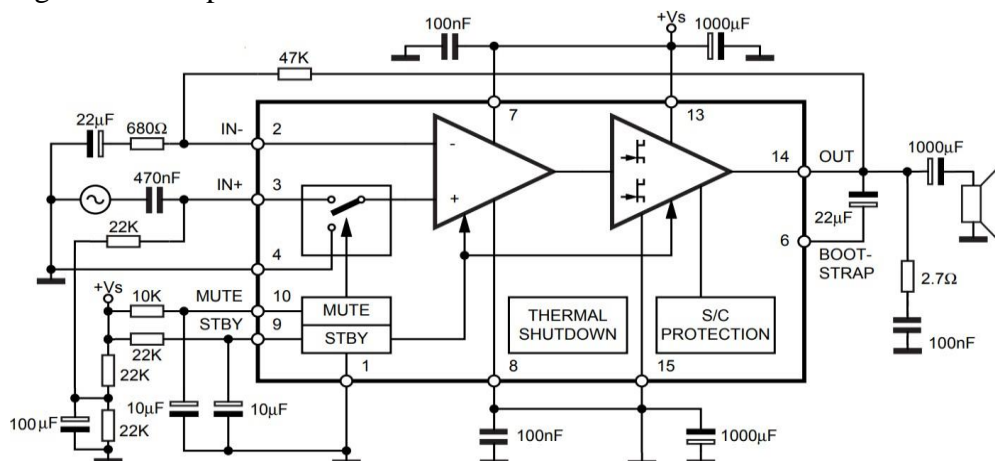 +Vs
100nF
1000µF
47K
7
13
22µF
680Ω
IN-
2
-
14
OUT
1000µF
470nF
IN+
3
+
22µF
22K
4
6
BOOT-
STRAP
+Vs
10K
MUTE
10
MUTE
2.7Ω
STBY
9
STBY
THERMAL
SHUTDOWN
S/C
PROTECTION
22K
1
8
15
100nF
22K
100µF
22K
10µF
10µF
100nF
1000µF